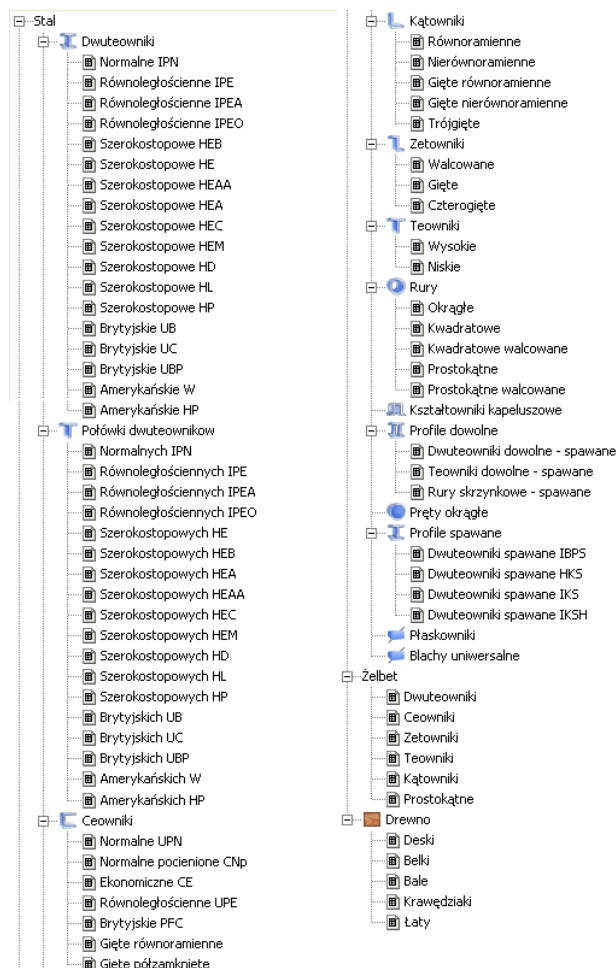 Stal
Dwuteowniki
Normalne IPN
Równoległościenne IPE
Równoległościenne IPEA
Równoległościenne IPEO
Szerokostopowe HEB
Szerokostopowe HE
Szerokostopowe HEAA
Szerokostopowe HEA
Szerokostopowe HEC
Szerokostopowe HEM
Szerokostopowe HD
Szerokostopowe HL
Szerokostopowe HP
Brytyjskie UB
Brytyjskie UC
Brytyjskie UBP
Amerykańskie W
Amerykańskie HP
Połówki dwuteownikow
Normalnych IPN
Równoległościennych IPE
Równoległościennych IPEA
Równoległościennych IPEO
Szerokostopowych HE
Szerokostopowych HEB
Szerokostopowych HEA
Szerokostopowych HEAA
Szerokostopowych HEC
Szerokostopowych HEM
Szerokostopowych HD
Szerokostopowych HL
Szerokostopowych HP
Brytyjskich UB
Brytyjskich UC
Brytyjskich UBP
Amerykańskich W
Amerykańskich HP
Ceowniki
Normalne UPN
Normalne pocienione CNp
Ekonomiczne CE
Równoległościenne UPE
Brytyjskie PFC
Gięte równoramienne
Gięte półzamknięte
Kątowniki
Równoramienne
Nierównoramienne
Gięte równoramienne
Gięte nierównoramienne
Trójgięte
Zetowniki
Walcowane
Gięte
Czterogięte
Teowniki
Wysokie
Niskie
Rury
Okrągłe
Kwadratowe
Kwadratowe walcowane
Prostokątne
Prostokątne walcowane
Kształtowniki kapeluszowe
Profile dowolne
Dwuteowniki dowolne - spawane
Teowniki dowolne - spawane
Rury skrzynkowe - spawane
Pręty okrągłe
Profile spawane
Dwuteowniki spawane IBPS
Dwuteowniki spawane HKS
Dwuteowniki spawane IKS
Dwuteowniki spawane IKSH
Płaskowniki
Blachy uniwersalne
Żelbet
Dwuteowniki
Ceowniki
Zetowniki
Teowniki
Kątowniki
Prostokątne
Drewno
Deski
Belki
Bale
Krawędziaki
Łaty